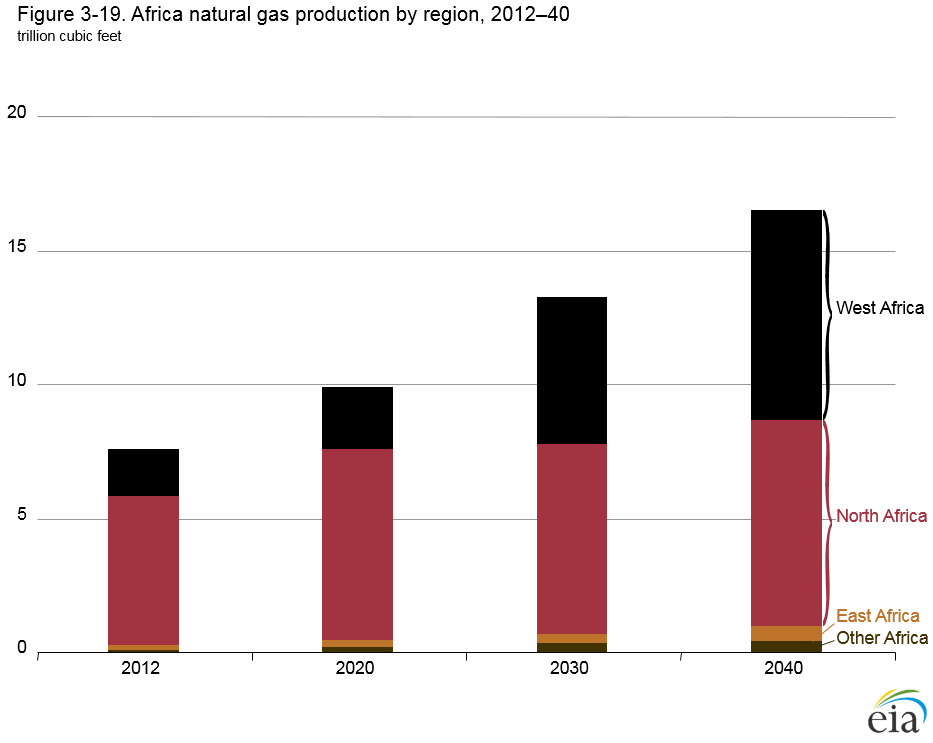 Figure 3-19. Africa natural gas production by region, 2012–40
trillion cubic feet
20
15
10
5
0
West Africa
North Africa
East Africa
Other Africa
2012 2020 2030 2040
eia